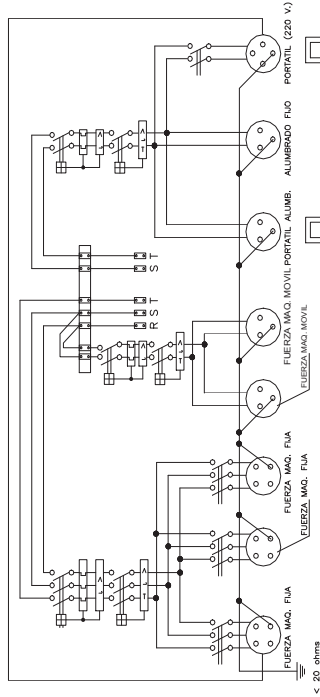 PORTATIL (220 V.)
ALUMBRADO FIJO
PORTATIL ALUMB.
FUERZA MAQ. MOVIL
FUERZA MAQ. MOVIL
FUERZA MAQ. FIJA
FUERZA MAQ. FIJA
FUERZA MAQ. FIJA
< 20 ohms
R S T
S T